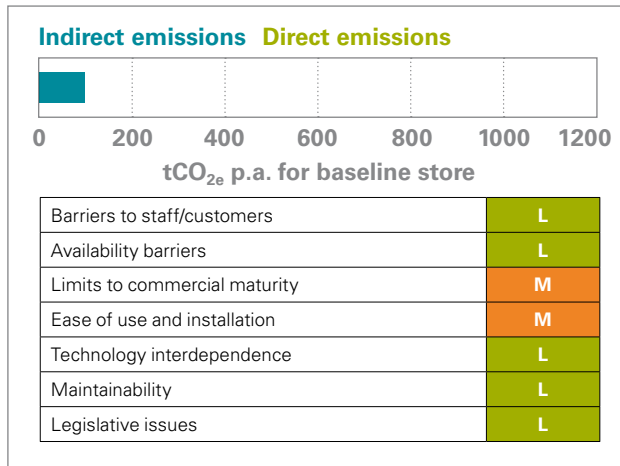 Indirect emissions Direct emissions
0 200 400 600 800 1000 1200
tCO2e p.a. for baseline store
Barriers to staff/customers L
Availability barriers L
Limits to commercial maturity M
Ease of use and installation M
Technology interdependence L
Maintainability L
Legislative issues L